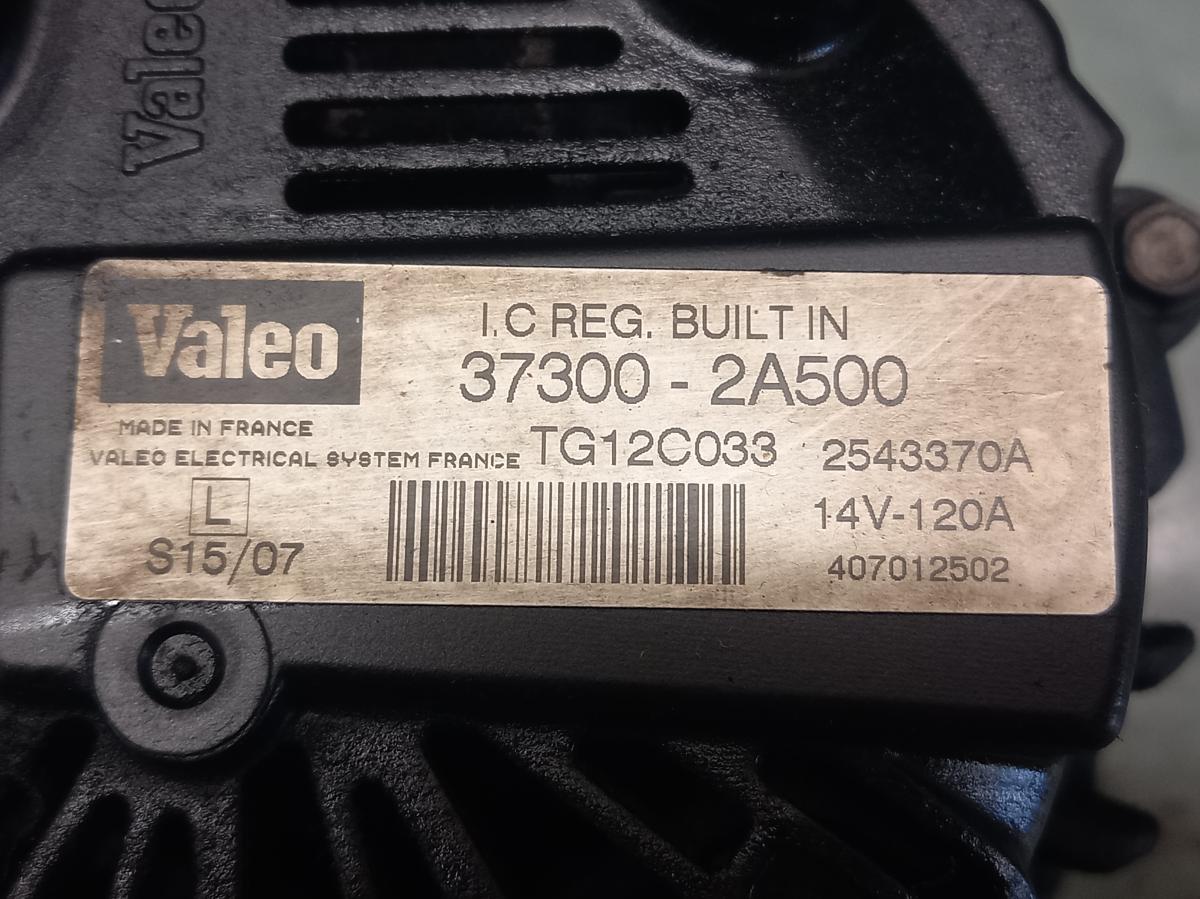 Valeo
Valeo
I.C REG. BUILT IN
37300 - 2A500
MADE IN FRANCE
VALEO ELECTRICAL SYSTEM FRANCE
TG12C033
2543370A
L
14V-120A
S15/07
407012502